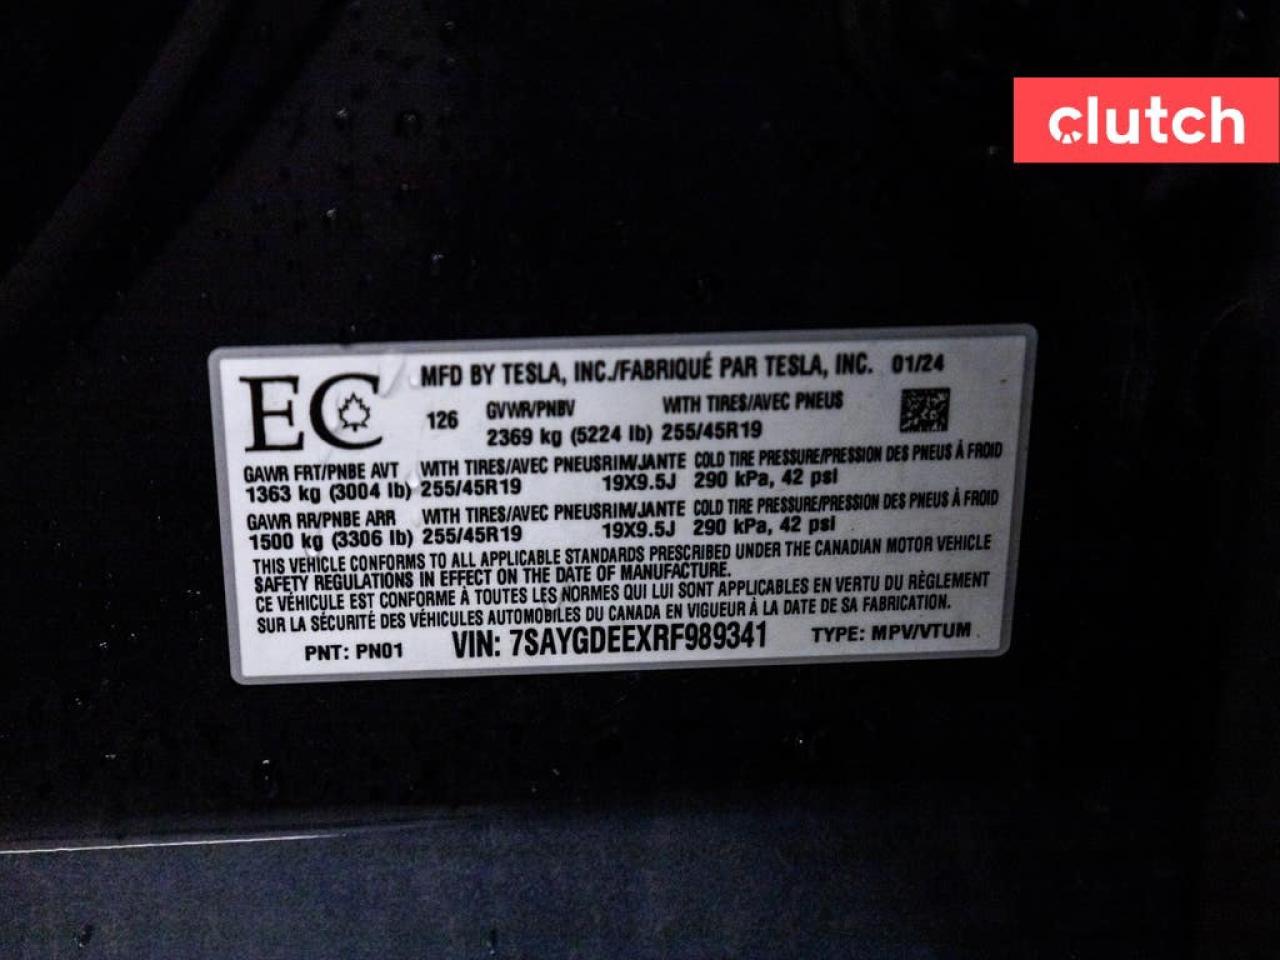 clutch
EC
MFD BY TESLA, INC./FABRIQUÉ PAR TESLA, INC. 01/24
126 GVWR/PNBV WITH TIRES/AVEC PNEUS
2369 kg (5224 lb) 255/45R19
GAWR FRT/PNBE AVT WITH TIRES/AVEC PNEUSRIM/JANTE COLD TIRE PRESSURE/PRESSION DES PNEUS À FROID
1363 kg (3004 lb) 255/45R19 19X9.5J 290 kPa, 42 psi
GAWR RR/PNBE ARR WITH TIRES/AVEC PNEUSRIM/JANTE COLD TIRE PRESSURE/PRESSION DES PNEUS À FROID
1500 kg (3306 lb) 255/45R19 19X9.5J 290 kPa, 42 psi
THIS VEHICLE CONFORMS TO ALL APPLICABLE STANDARDS PRESCRIBED UNDER THE CANADIAN MOTOR VEHICLE
SAFETY REGULATIONS IN EFFECT ON THE DATE OF MANUFACTURE.
CE VÉHICULE EST CONFORME À TOUTES LES NORMES QUI LUI SONT APPLICABLES EN VERTU DU RÈGLEMENT
SUR LA SÉCURITÉ DES VÉHICULES AUTOMOBILES DU CANADA EN VIGUEUR À LA DATE DE SA FABRICATION.
PNT: PN01 VIN: 7SAYGDEEXRF989341 TYPE: MPV/VTUM